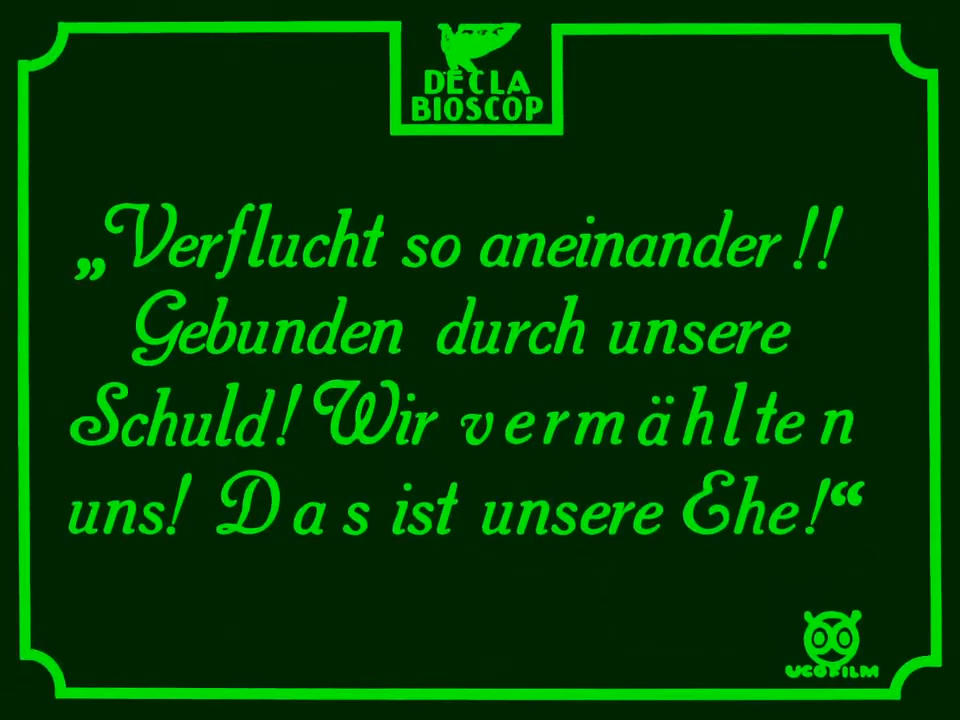 DECLA
BIOSCOP
„Verflucht so aneinander!!
Gebunden durch unsere
Schuld! Wir vermählten
uns! Das ist unsere Ehe!“
UCOFILM